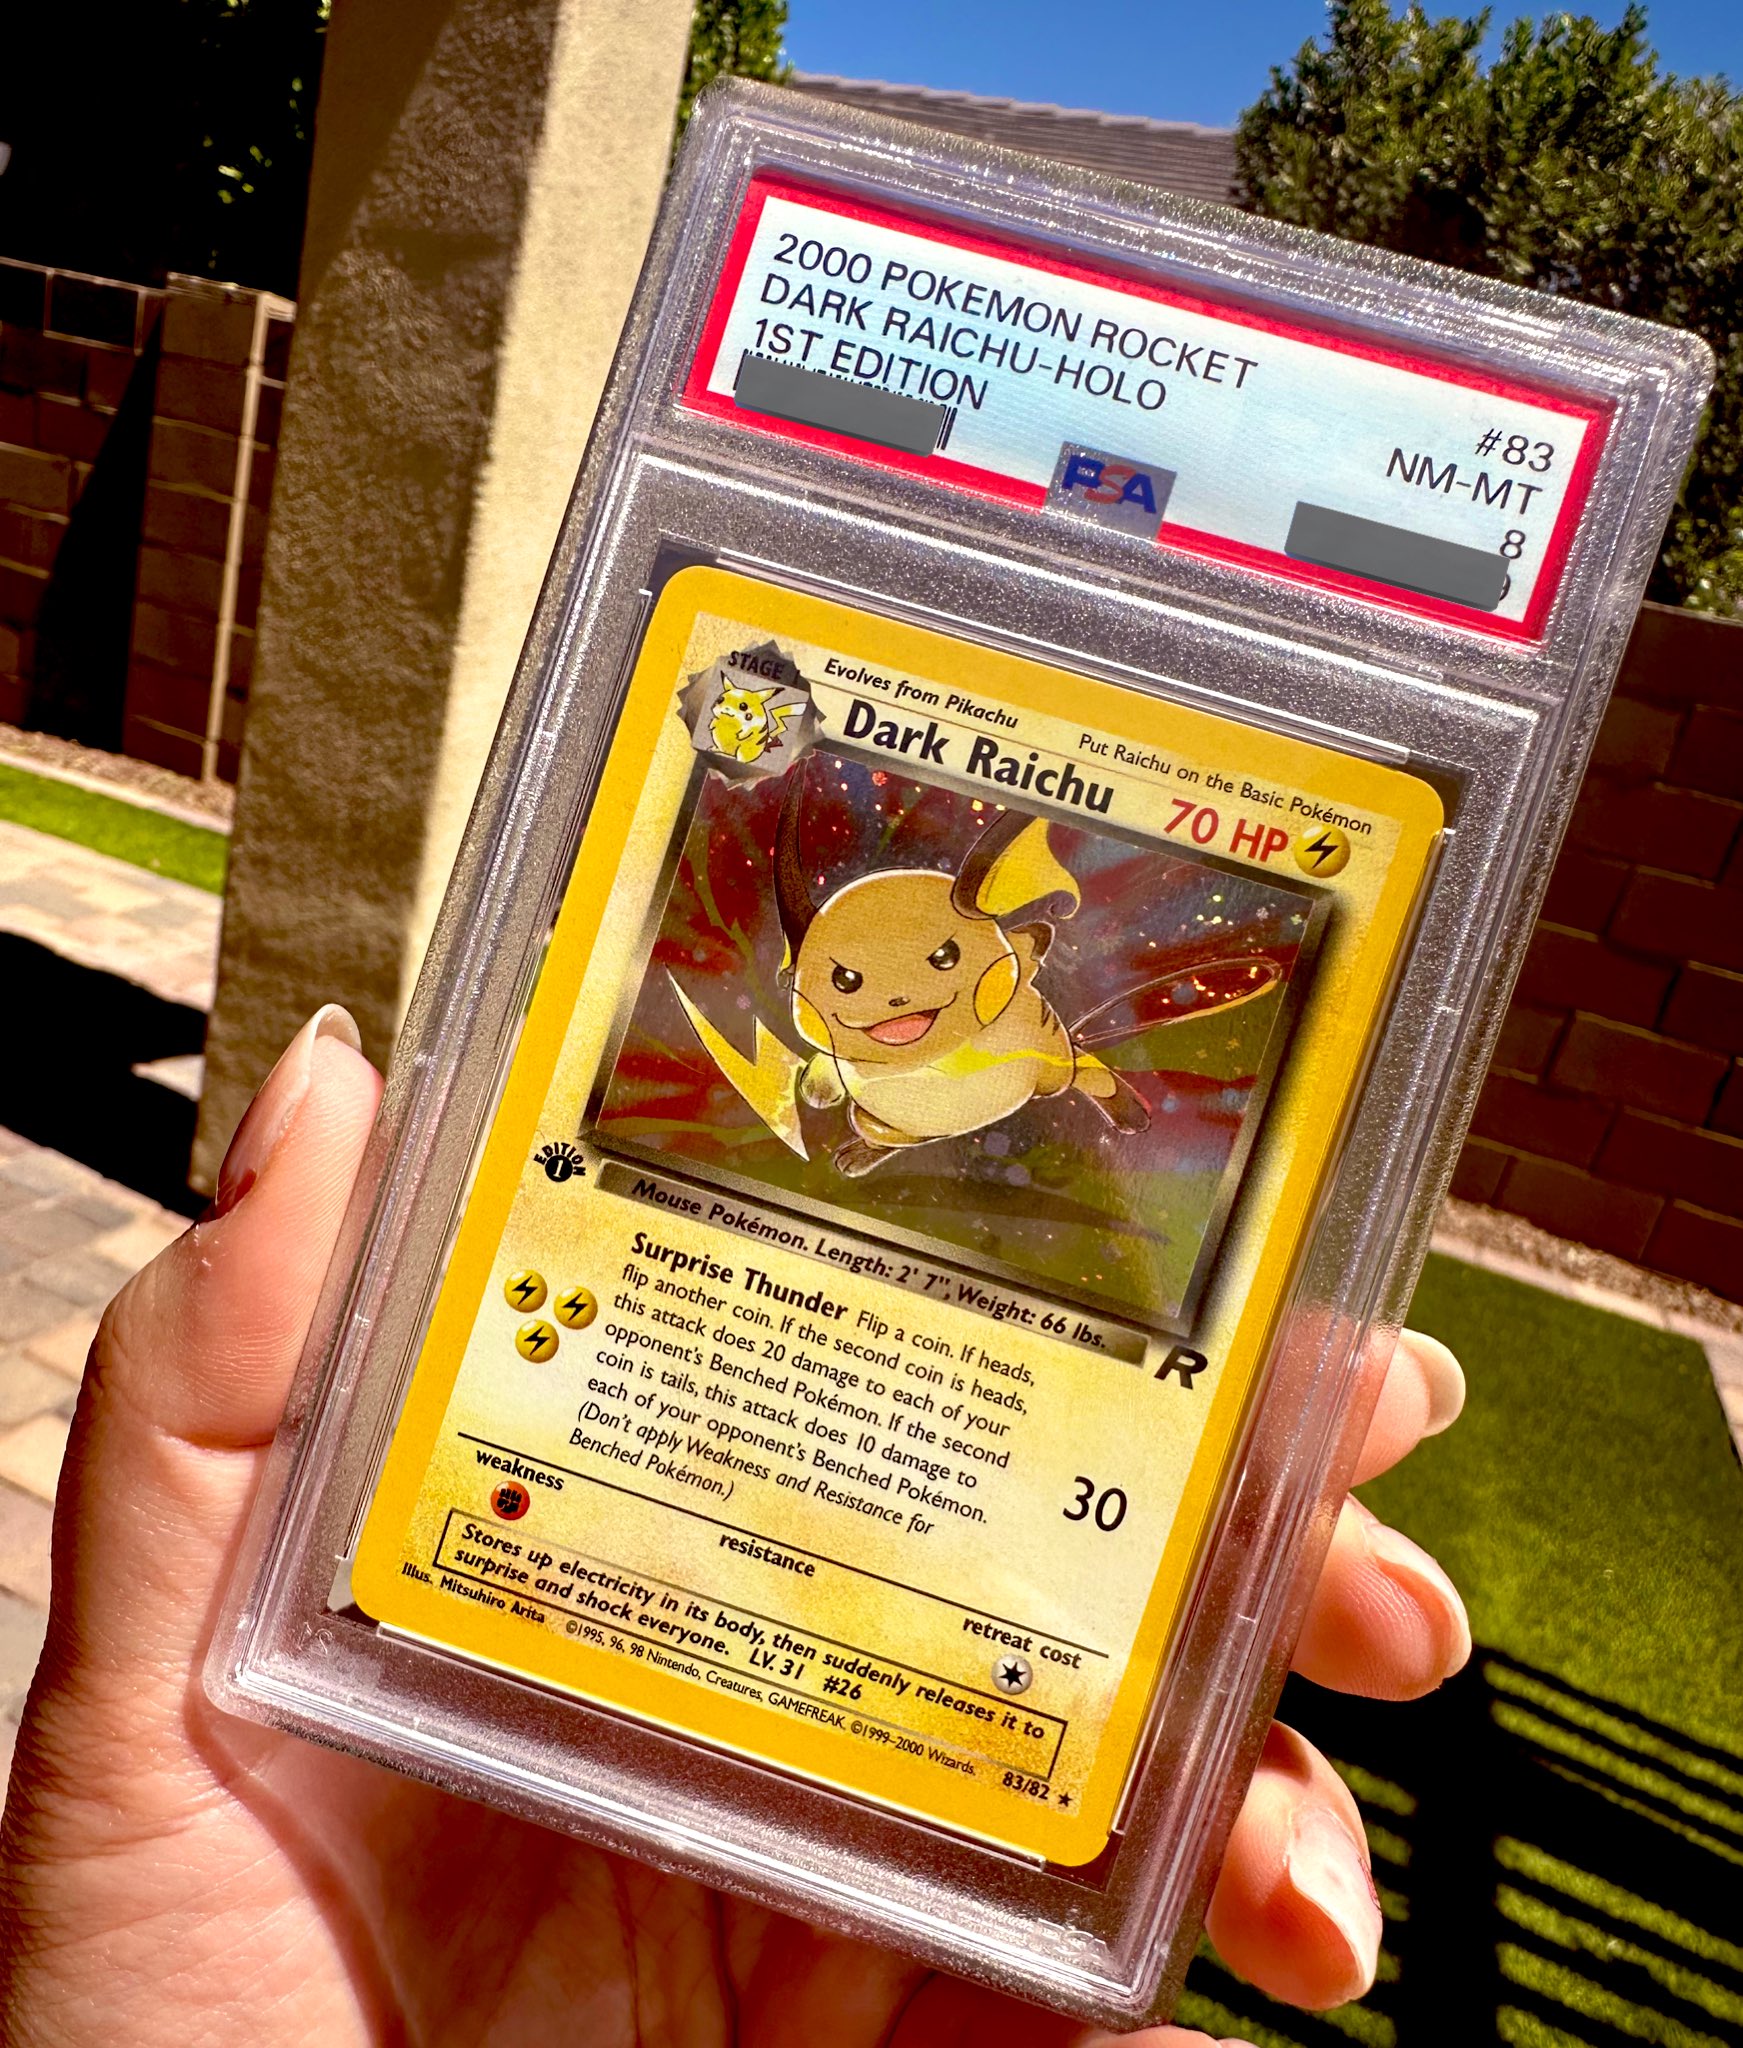 2000 POKEMON ROCKET
DARK RAICHU-HOLO
1ST EDITION
#83
NM-MT
8
PSA
STAGE
Evolves from Pikachu
Put Raichu on the Basic Pokémon
Dark Raichu
70 HP
EDITION
1
Mouse Pokémon. Length: 2' 7", Weight: 66 lbs.
R
Surprise Thunder Flip a coin. If heads,
flip another coin. If the second coin is heads,
this attack does 20 damage to each of your
opponent's Benched Pokémon. If the second
coin is tails, this attack does 10 damage to
each of your opponent's Benched Pokémon.
(Don't apply Weakness and Resistance for
Benched Pokémon.)
30
weakness
resistance
retreat cost
Stores up electricity in its body, then suddenly releases it to
surprise and shock everyone. LV. 31 #26
Illus. Mitsuhiro Arita
©1995, 96, 98 Nintendo, Creatures, GAMEFREAK. ©1999–2000 Wizards.
83/82 ★